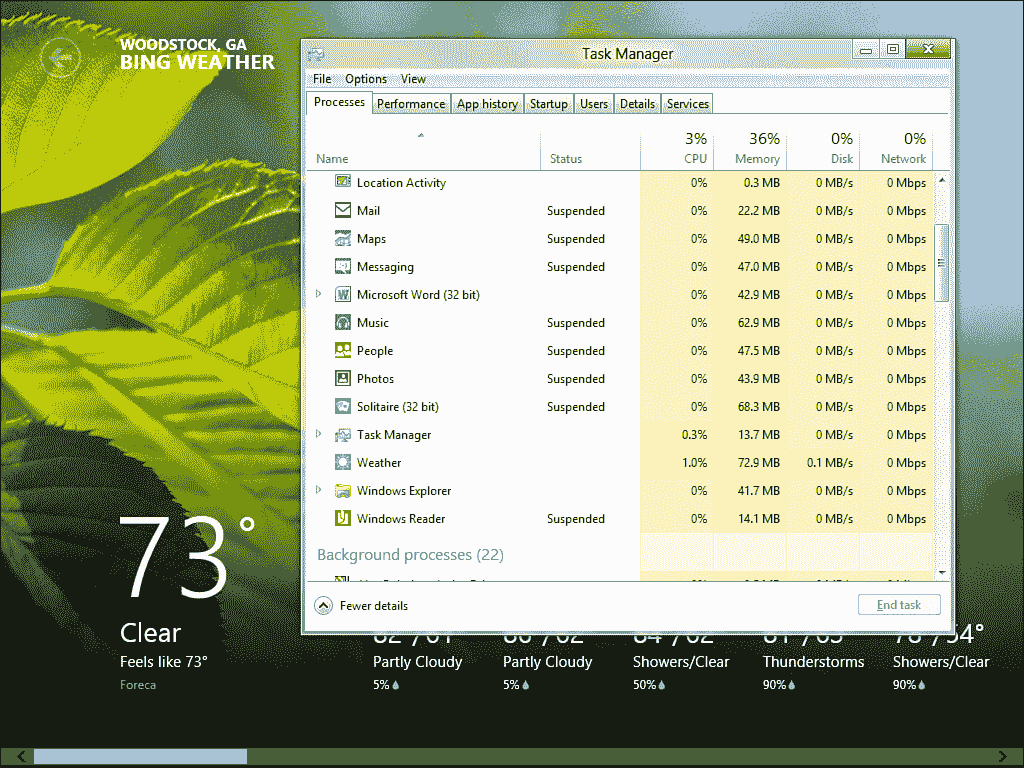 WOODSTOCK, GA
BING WEATHER
Task Manager
File Options View
Processes Performance App history Startup Users Details Services
3% 36% 0% 0%
Name Status CPU Memory Disk Network
Location Activity 0% 0.3 MB 0 MB/s 0 Mbps
Mail Suspended 0% 22.2 MB 0 MB/s 0 Mbps
Maps Suspended 0% 49.0 MB 0 MB/s 0 Mbps
Messaging Suspended 0% 47.0 MB 0 MB/s 0 Mbps
Microsoft Word (32 bit) 0% 42.9 MB 0 MB/s 0 Mbps
Music Suspended 0% 62.9 MB 0 MB/s 0 Mbps
People Suspended 0% 47.5 MB 0 MB/s 0 Mbps
Photos Suspended 0% 43.9 MB 0 MB/s 0 Mbps
Solitaire (32 bit) Suspended 0% 68.3 MB 0 MB/s 0 Mbps
Task Manager 0.3% 13.7 MB 0 MB/s 0 Mbps
Weather 1.0% 72.9 MB 0.1 MB/s 0 Mbps
Windows Explorer 0% 41.7 MB 0 MB/s 0 Mbps
Windows Reader Suspended 0% 14.1 MB 0 MB/s 0 Mbps
Background processes (22)
Fewer details End task
73°
Clear
Feels like 73°
Foreca
Partly Cloudy Partly Cloudy Showers/Clear Thunderstorms Showers/Clear
5% 5% 50% 90% 90%